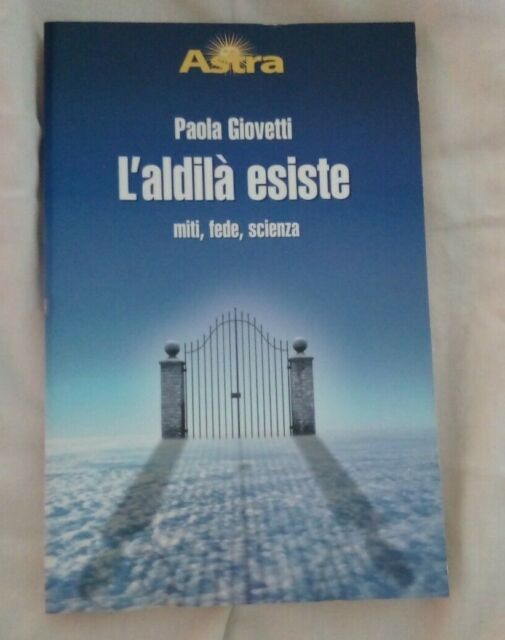 Astra
Paola Giovetti
L'aldilà esiste
miti, fede, scienza